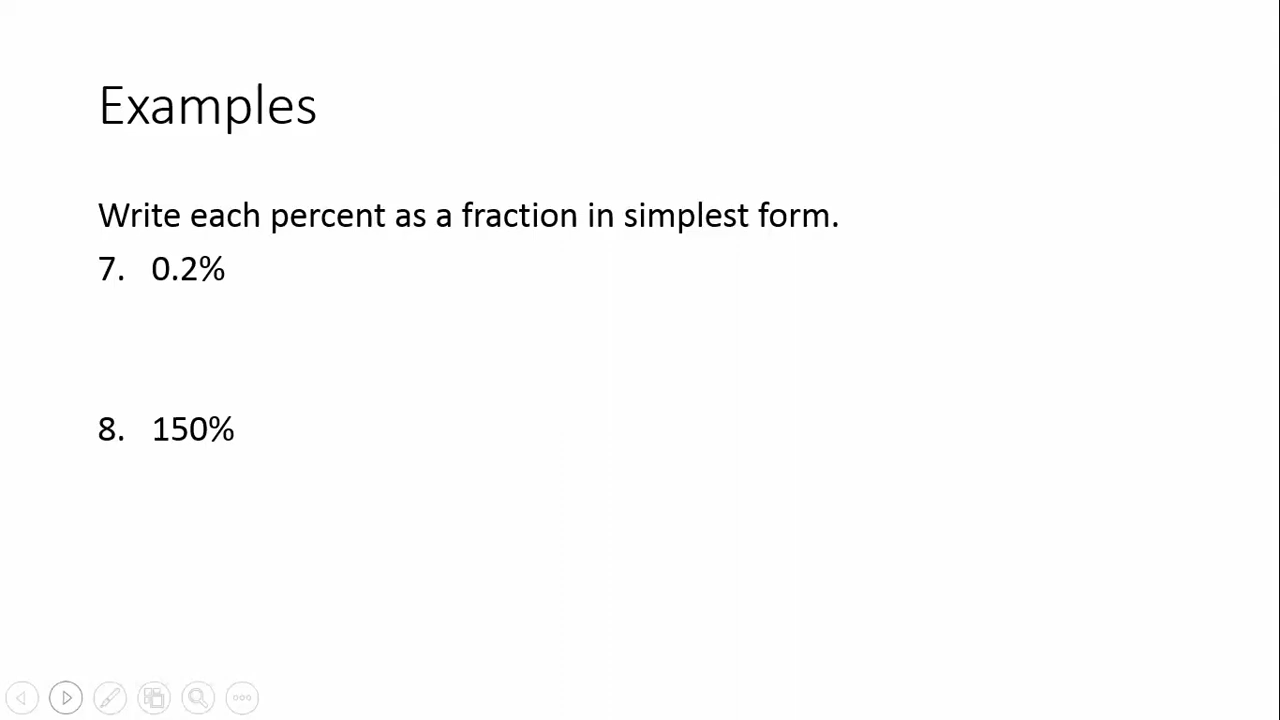 Examples
Write each percent as a fraction in simplest form.
7. 0.2%
8. 150%